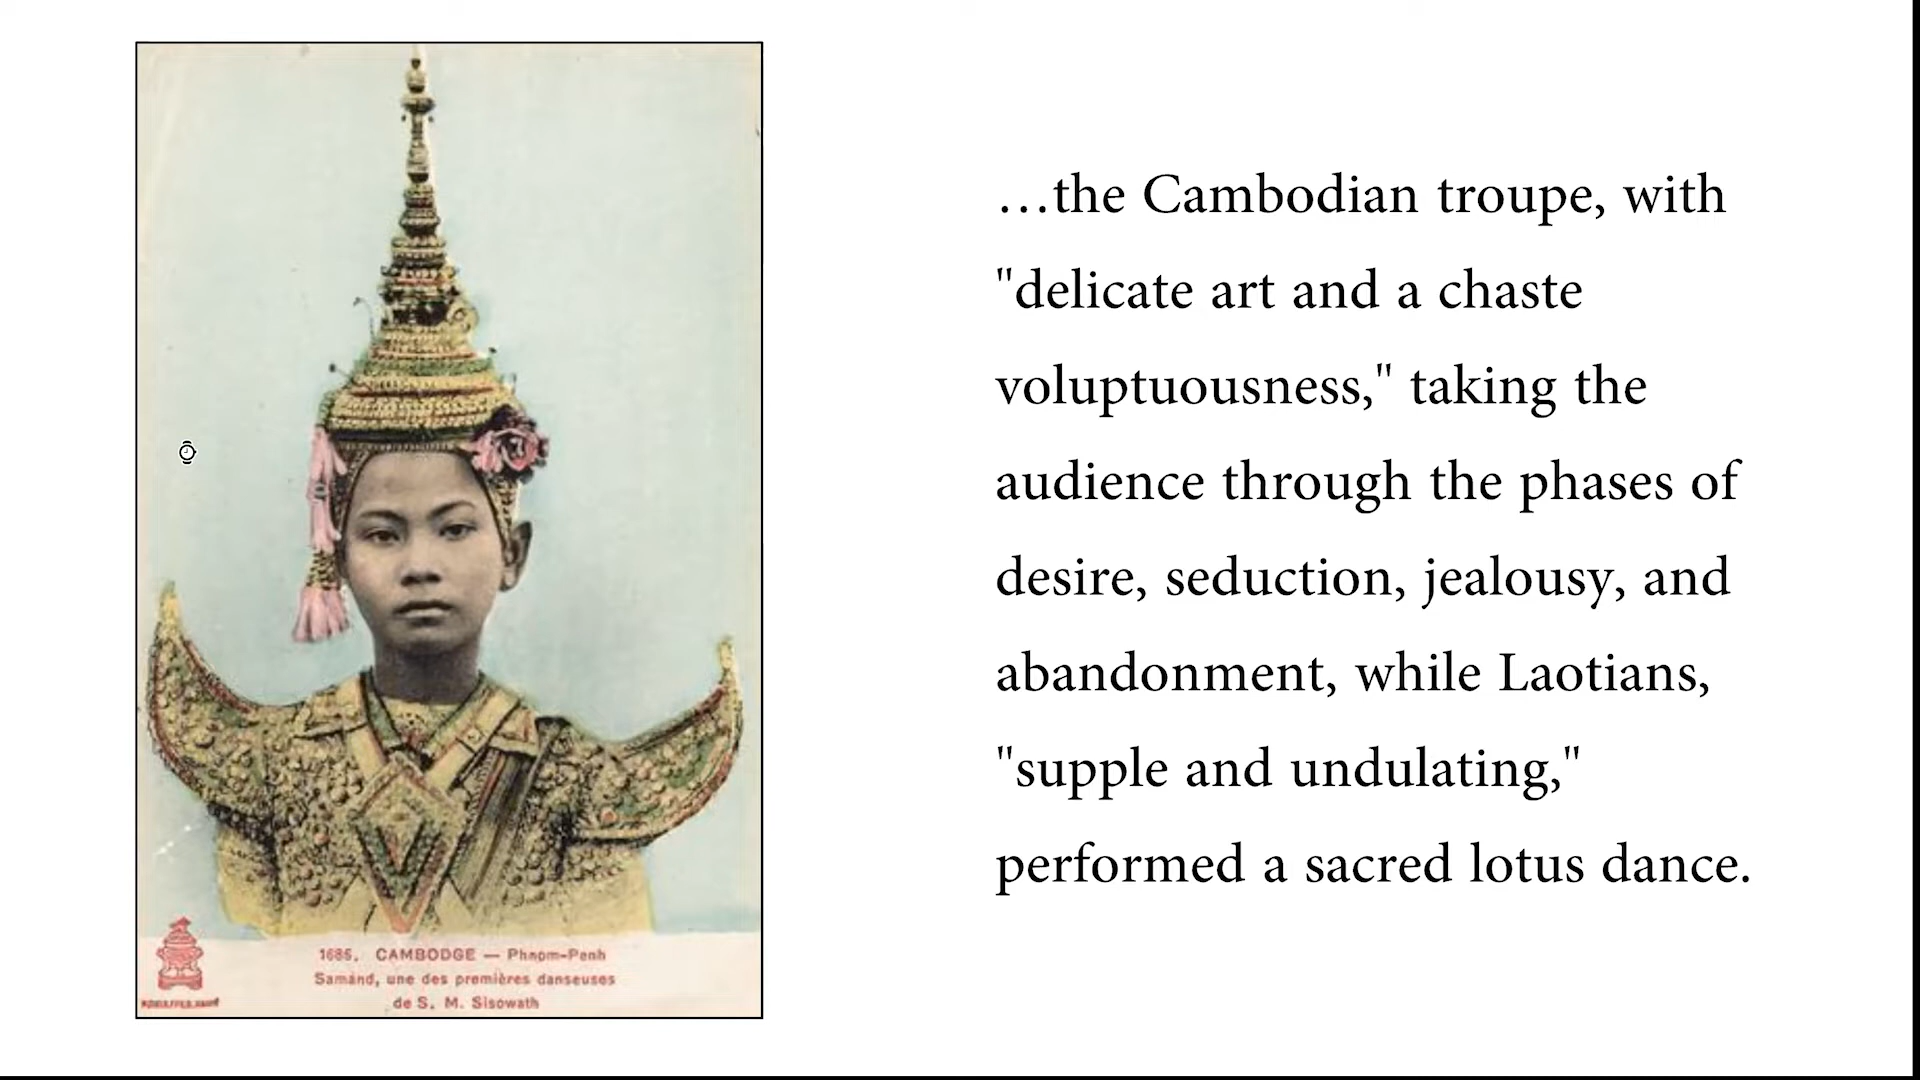 …the Cambodian troupe, with
"delicate art and a chaste
voluptuousness," taking the
audience through the phases of
desire, seduction, jealousy, and
abandonment, while Laotians,
"supple and undulating,"
performed a sacred lotus dance.
1685. CAMBODGE — Phnom-Penh
Samand, une des premières danseuses
de S. M. Sisowath